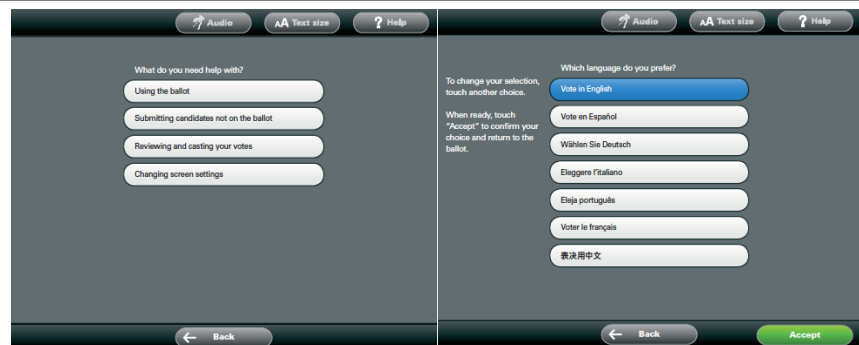 Audio
AA Text size
? Help
What do you need help with?
Using the ballot
Submitting candidates not on the ballot
Reviewing and casting your votes
Changing screen settings
← Back
Audio
AA Text size
? Help
To change your selection,
touch another choice.
When ready, touch
"Accept" to confirm your
choice and return to the
ballot.
Which language do you prefer?
Vote in English
Vote en Español
Wählen Sie Deutsch
Eleggere l'italiano
Eleja português
Voter le français
表决用中文
← Back
Accept